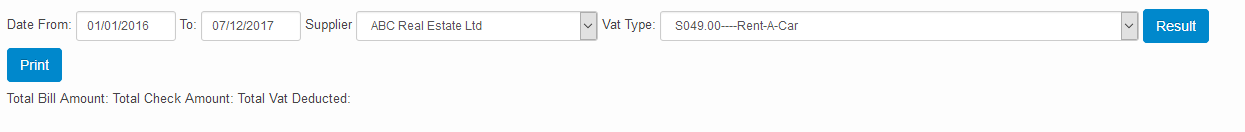 Date From: 01/01/2016 To: 07/12/2017 Supplier ABC Real Estate Ltd Vat Type: S049.00----Rent-A-Car Result
Print
Total Bill Amount: Total Check Amount: Total Vat Deducted: